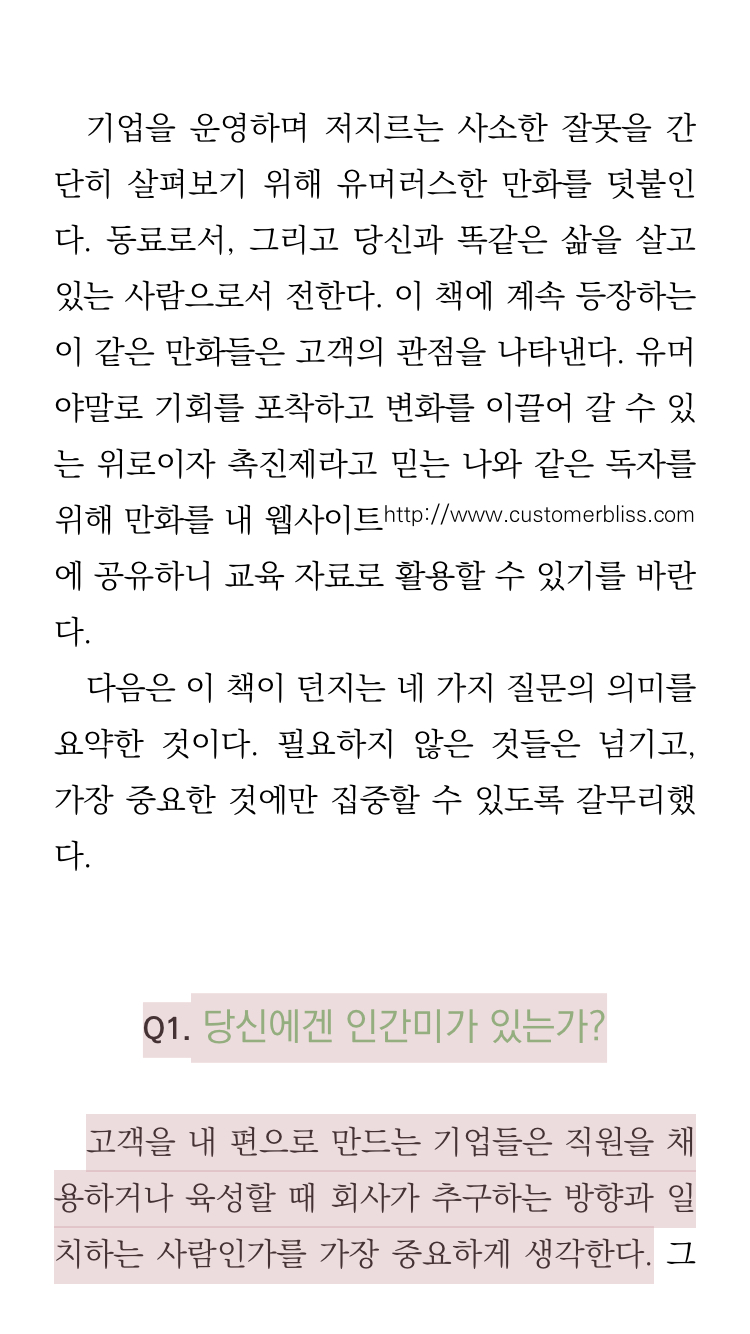 기업을 운영하며 저지르는 사소한 잘못을 간
단히 살펴보기 위해 유머러스한 만화를 덧붙인
다. 동료로서, 그리고 당신과 똑같은 삶을 살고
있는 사람으로서 전한다. 이 책에 계속 등장하는
이 같은 만화들은 고객의 관점을 나타낸다. 유머
야말로 기회를 포착하고 변화를 이끌어 갈 수 있
는 위로이자 촉진제라고 믿는 나와 같은 독자를
위해 만화를 내 웹사이트http://www.customerbliss.com
에 공유하니 교육 자료로 활용할 수 있기를 바란
다.
다음은 이 책이 던지는 네 가지 질문의 의미를
요약한 것이다. 필요하지 않은 것들은 넘기고,
가장 중요한 것에만 집중할 수 있도록 갈무리했
다.
Q1. 당신에겐 인간미가 있는가?
고객을 내 편으로 만드는 기업들은 직원을 채
용하거나 육성할 때 회사가 추구하는 방향과 일
치하는 사람인가를 가장 중요하게 생각한다. 그